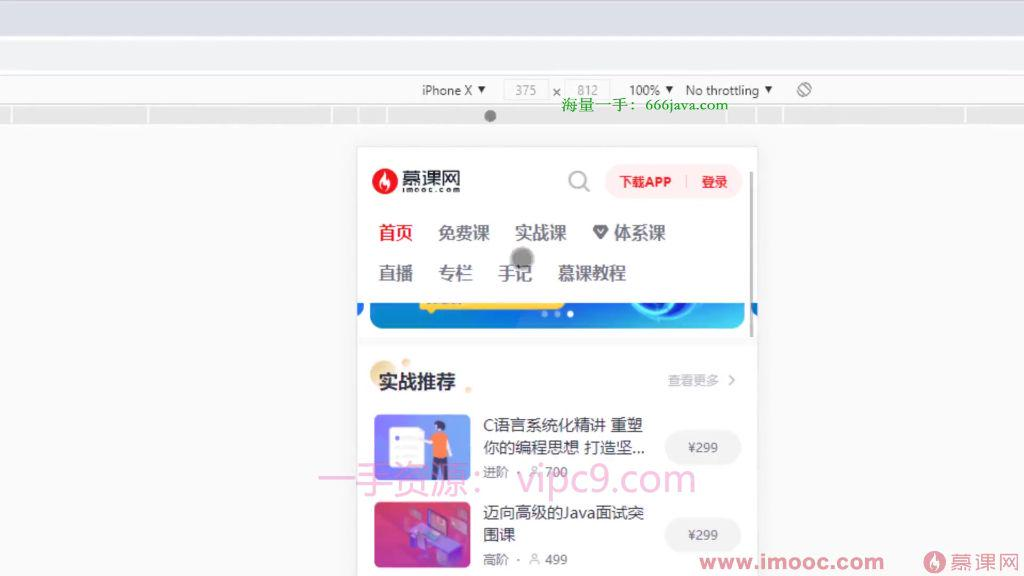 iPhone X ▼ 375 × 812 100% ▼ No throttling ▼
海量一手：666java.com
慕课网
imooc.com
下载APP 登录
首页 免费课 实战课 体系课
直播 专栏 手记 慕课教程
实战推荐 查看更多
C语言系统化精讲 重塑
你的编程思想 打造坚...
¥299
进阶 · 700
一手资源： vipc9.com
迈向高级的Java面试突
围课
¥299
高阶 · 499
www.imooc.com 慕课网